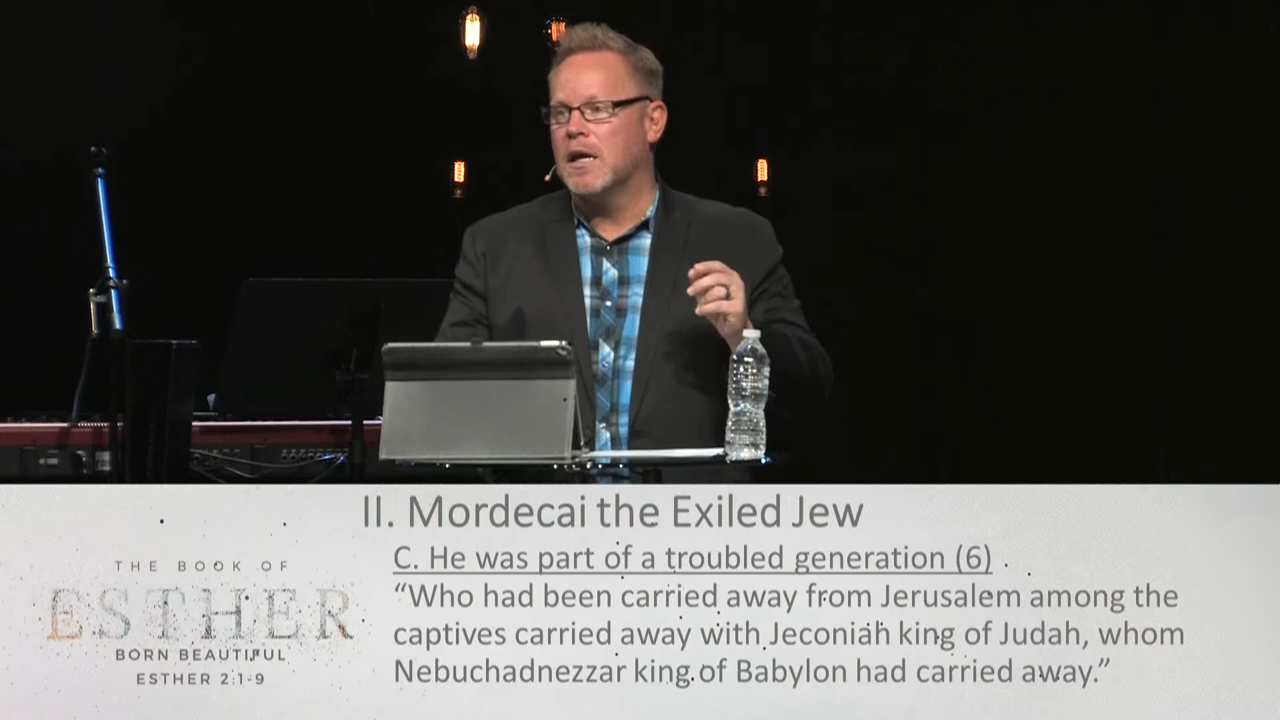 II. Mordecai the Exiled Jew
C. He was part of a troubled generation (6)
“Who had been carried away from Jerusalem among the
captives carried away with Jeconiah king of Judah, whom
Nebuchadnezzar king of Babylon had carried away.”
THE BOOK OF
ESTHER
BORN BEAUTIFUL
ESTHER 2:1-9